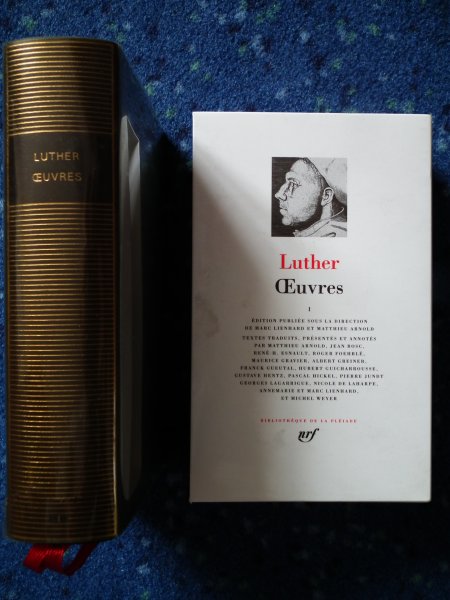 LUTHER
ŒUVRES
Luther
Œuvres
I
ÉDITION PUBLIÉE SOUS LA DIRECTION
DE MARC LIENHARD ET MATTHIEU ARNOLD
TEXTES TRADUITS, PRÉSENTÉS ET ANNOTÉS
PAR MATTHIEU ARNOLD, JEAN BOSC,
RENÉ H. ESNAULT, ROGER FOEHRLÉ,
MAURICE GRAVIER, ALBERT GREINER,
FRANCK GUEUTAL, HUBERT GUICHARROUSSE,
GUSTAVE HENTZ, PASCAL HICKEL, PIERRE JUNDT
GEORGES LAGARRIGUE, NICOLE DE LAHARPE,
ANNEMARIE ET MARC LIENHARD,
ET MICHEL WEYER
BIBLIOTHÈQUE DE LA PLÉIADE
nrf